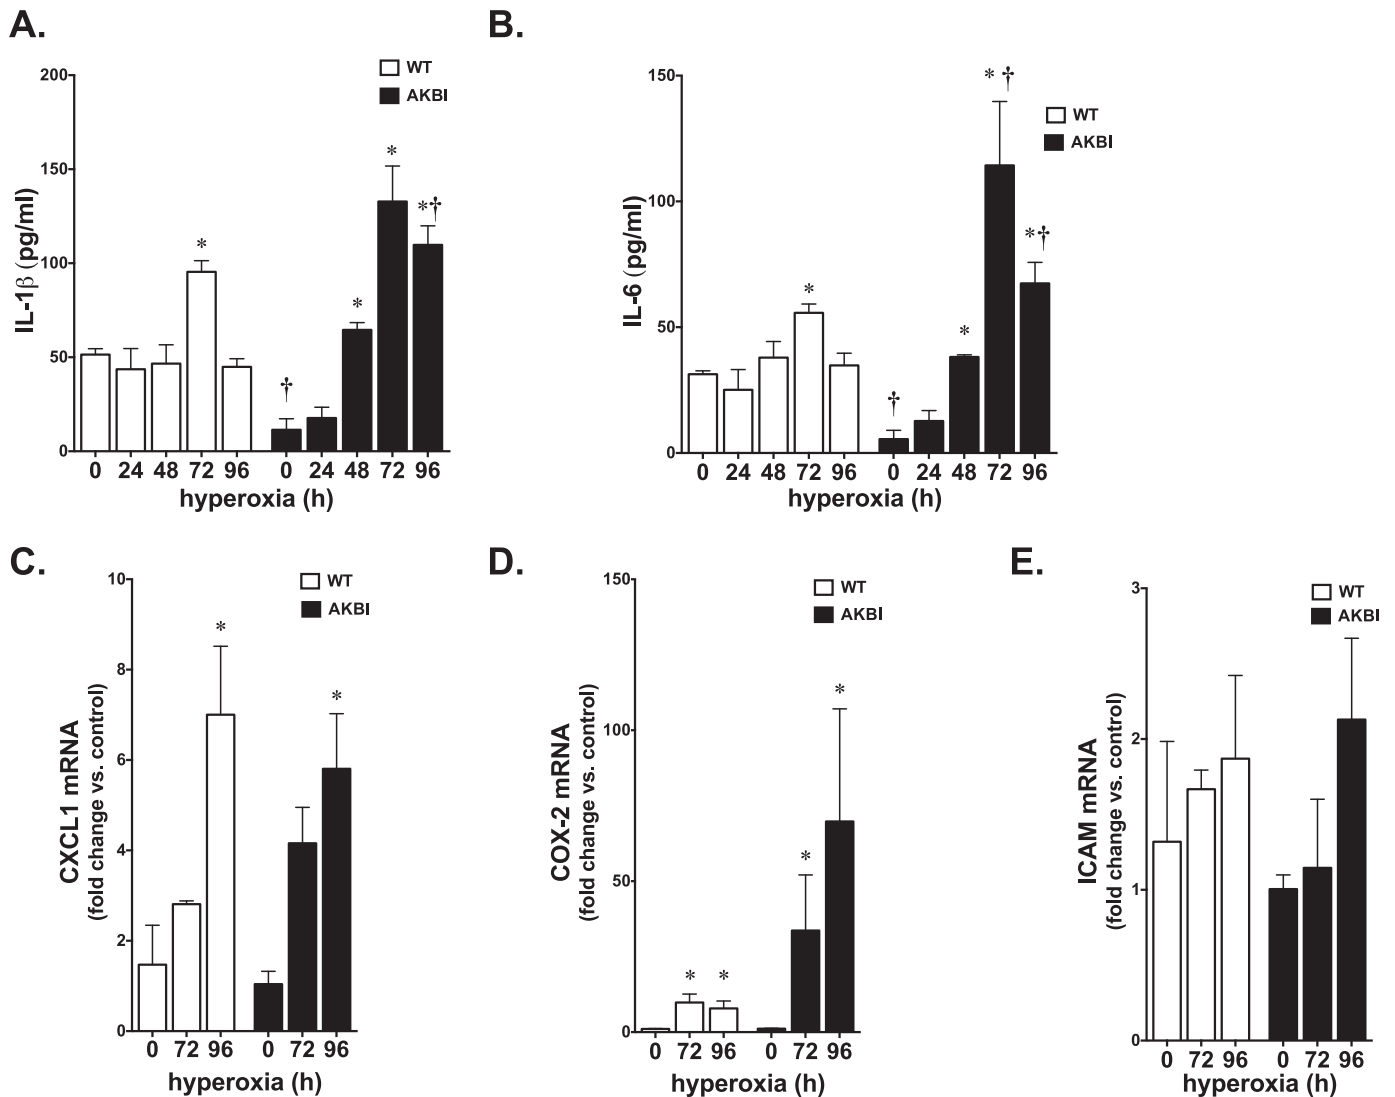 A.
WT
AKBI
IL-1β (pg/ml)
200
150
100
50
0
*
†
*
*
*†
0 24 48 72 96 0 24 48 72 96
hyperoxia (h)
B.
WT
AKBI
IL-6 (pg/ml)
150
100
50
0
*
†
*
* †
*†
0 24 48 72 96 0 24 48 72 96
hyperoxia (h)
C.
WT
AKBI
CXCL1 mRNA
(fold change vs. control)
10
8
6
4
2
0
*
*
0 72 96 0 72 96
hyperoxia (h)
D.
WT
AKBI
COX-2 mRNA
(fold change vs. control)
150
100
50
0
* *
*
*
0 72 96 0 72 96
hyperoxia (h)
E.
WT
AKBI
ICAM mRNA
(fold change vs. control)
3
2
1
0
0 72 96 0 72 96
hyperoxia (h)